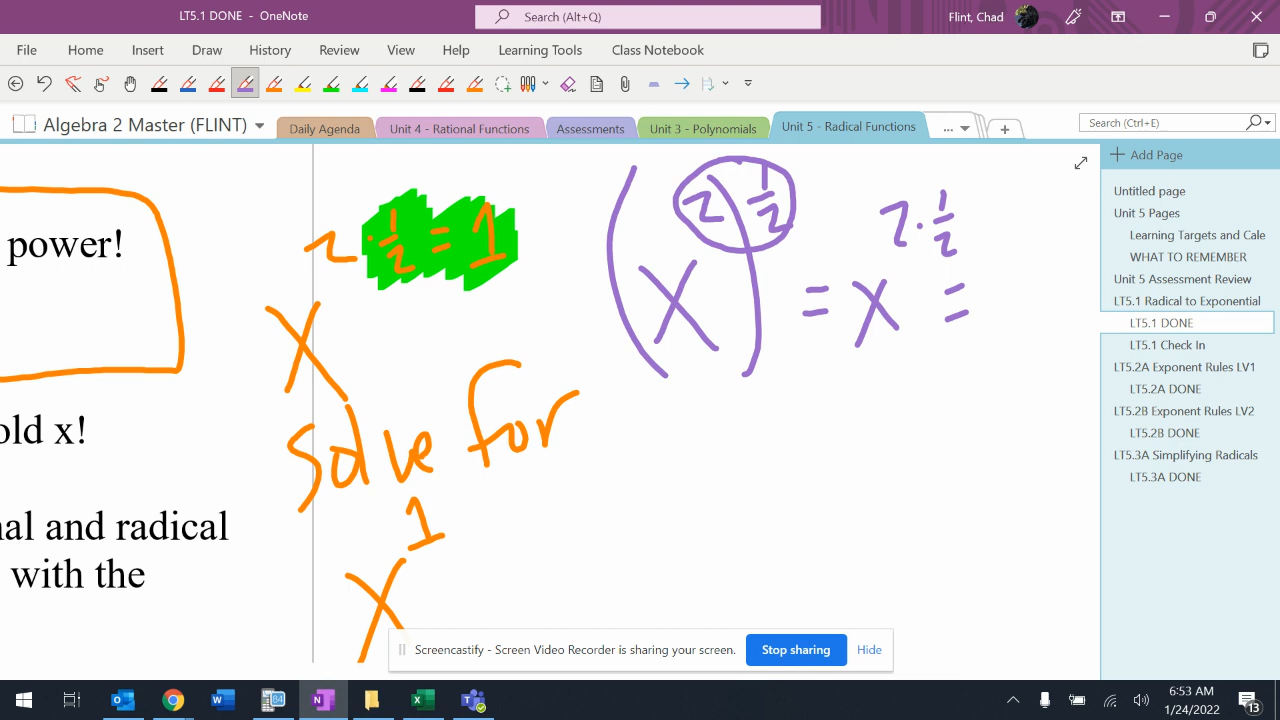 LT5.1 DONE - OneNote
Search (Alt+Q)
Flint, Chad
File Home Insert Draw History Review View Help Learning Tools Class Notebook
Algebra 2 Master (FLINT)
Daily Agenda
Unit 4 - Rational Functions
Assessments
Unit 3 - Polynomials
Unit 5 - Radical Functions
...
+
Search (Ctrl+E)
power!
old x!
nal and radical
with the
2 · 1/2 = 1
X
Solve for
1
X
(X^2)^1/2 = X^2 · 1/2 =
Add Page
Untitled page
Unit 5 Pages
Learning Targets and Cale
WHAT TO REMEMBER
Unit 5 Assessment Review
LT5.1 Radical to Exponential
LT5.1 DONE
LT5.1 Check In
LT5.2A Exponent Rules LV1
LT5.2A DONE
LT5.2B Exponent Rules LV2
LT5.2B DONE
LT5.3A Simplifying Radicals
LT5.3A DONE
Screencastify - Screen Video Recorder is sharing your screen.
Stop sharing
Hide
6:53 AM
1/24/2022
13